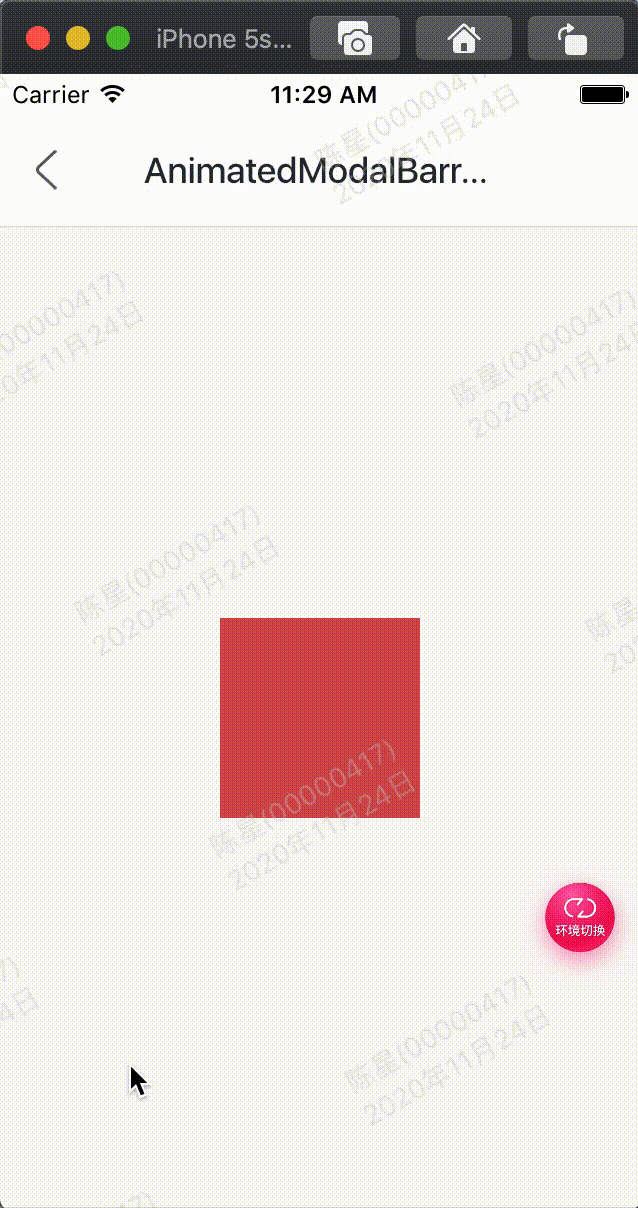 iPhone 5s...
Carrier
11:29 AM
AnimatedModalBarr...
陈星(00000417)
2020年11月24日
(00000417)
0年11月24日
陈星(00000417)
2020年11月24日
陈星(00000417)
2020年11月24日
陈星
202
陈星(00000417)
2020年11月24日
环境切换
陈星(00000417)
2020年11月24日